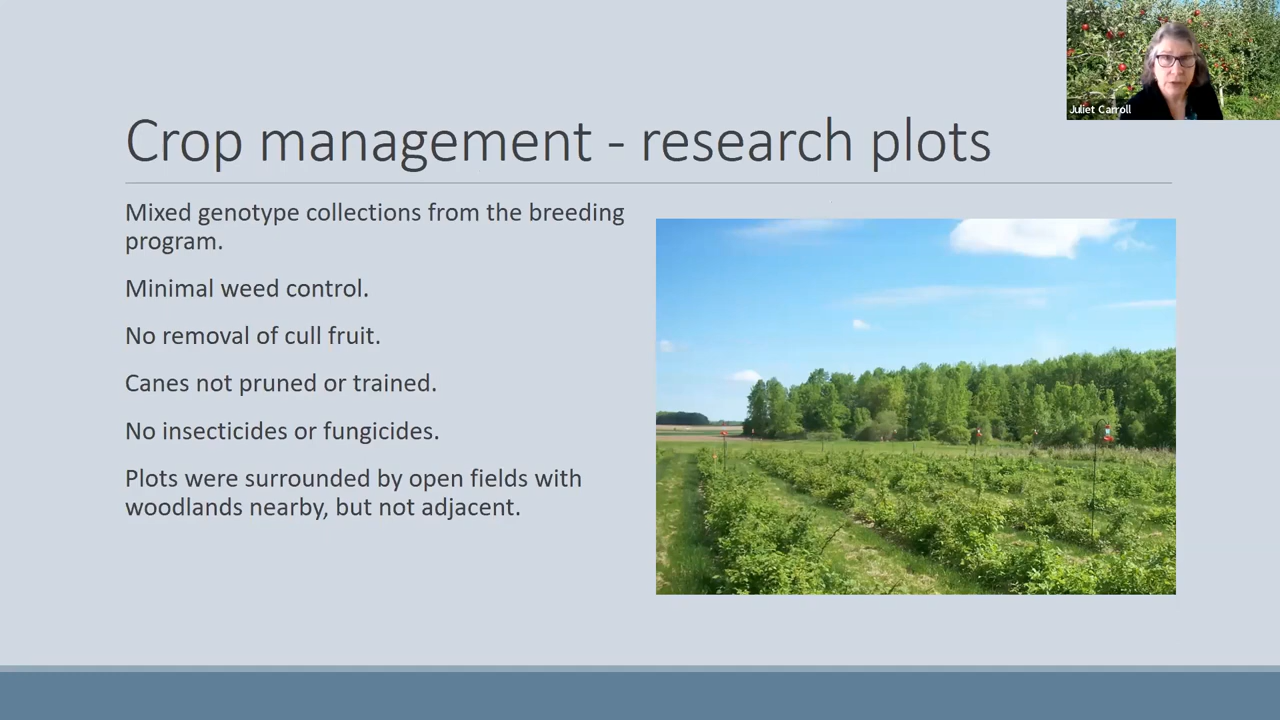 Juliet Carroll
Crop management - research plots
Mixed genotype collections from the breeding
program.
Minimal weed control.
No removal of cull fruit.
Canes not pruned or trained.
No insecticides or fungicides.
Plots were surrounded by open fields with
woodlands nearby, but not adjacent.